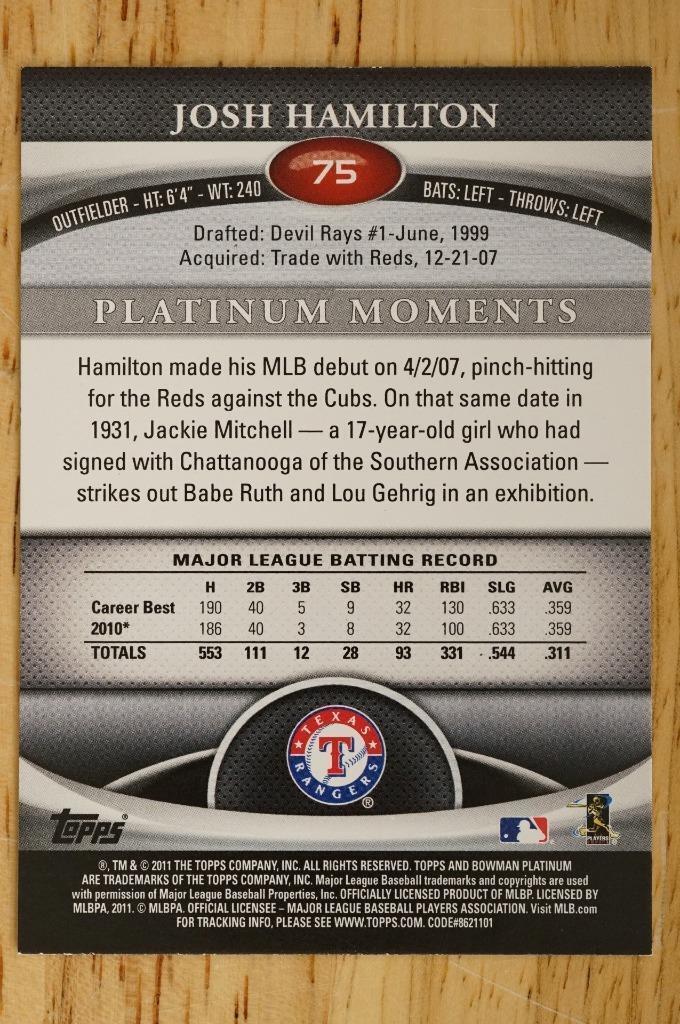 JOSH HAMILTON
75
OUTFIELDER - HT: 6'4" - WT: 240
BATS: LEFT - THROWS: LEFT
Drafted: Devil Rays #1-June, 1999
Acquired: Trade with Reds, 12-21-07
PLATINUM MOMENTS
Hamilton made his MLB debut on 4/2/07, pinch-hitting
for the Reds against the Cubs. On that same date in
1931, Jackie Mitchell — a 17-year-old girl who had
signed with Chattanooga of the Southern Association —
strikes out Babe Ruth and Lou Gehrig in an exhibition.
MAJOR LEAGUE BATTING RECORD
H 2B 3B SB HR RBI SLG AVG
Career Best 190 40 5 9 32 130 .633 .359
2010* 186 40 3 8 32 100 .633 .359
TOTALS 553 111 12 28 93 331 .544 .311
TEXAS
T
RANGERS
®
Topps®
PLAYERS
®, TM & © 2011 THE TOPPS COMPANY, INC. ALL RIGHTS RESERVED. TOPPS AND BOWMAN PLATINUM
ARE TRADEMARKS OF THE TOPPS COMPANY, INC. Major League Baseball trademarks and copyrights are used
with permission of Major League Baseball Properties, Inc. OFFICIALLY LICENSED PRODUCT OF MLBP. LICENSED BY
MLBPA, 2011. © MLBPA. OFFICIAL LICENSEE – MAJOR LEAGUE BASEBALL PLAYERS ASSOCIATION. Visit MLB.com
FOR TRACKING INFO, PLEASE SEE WWW.TOPPS.COM. CODE#8621101